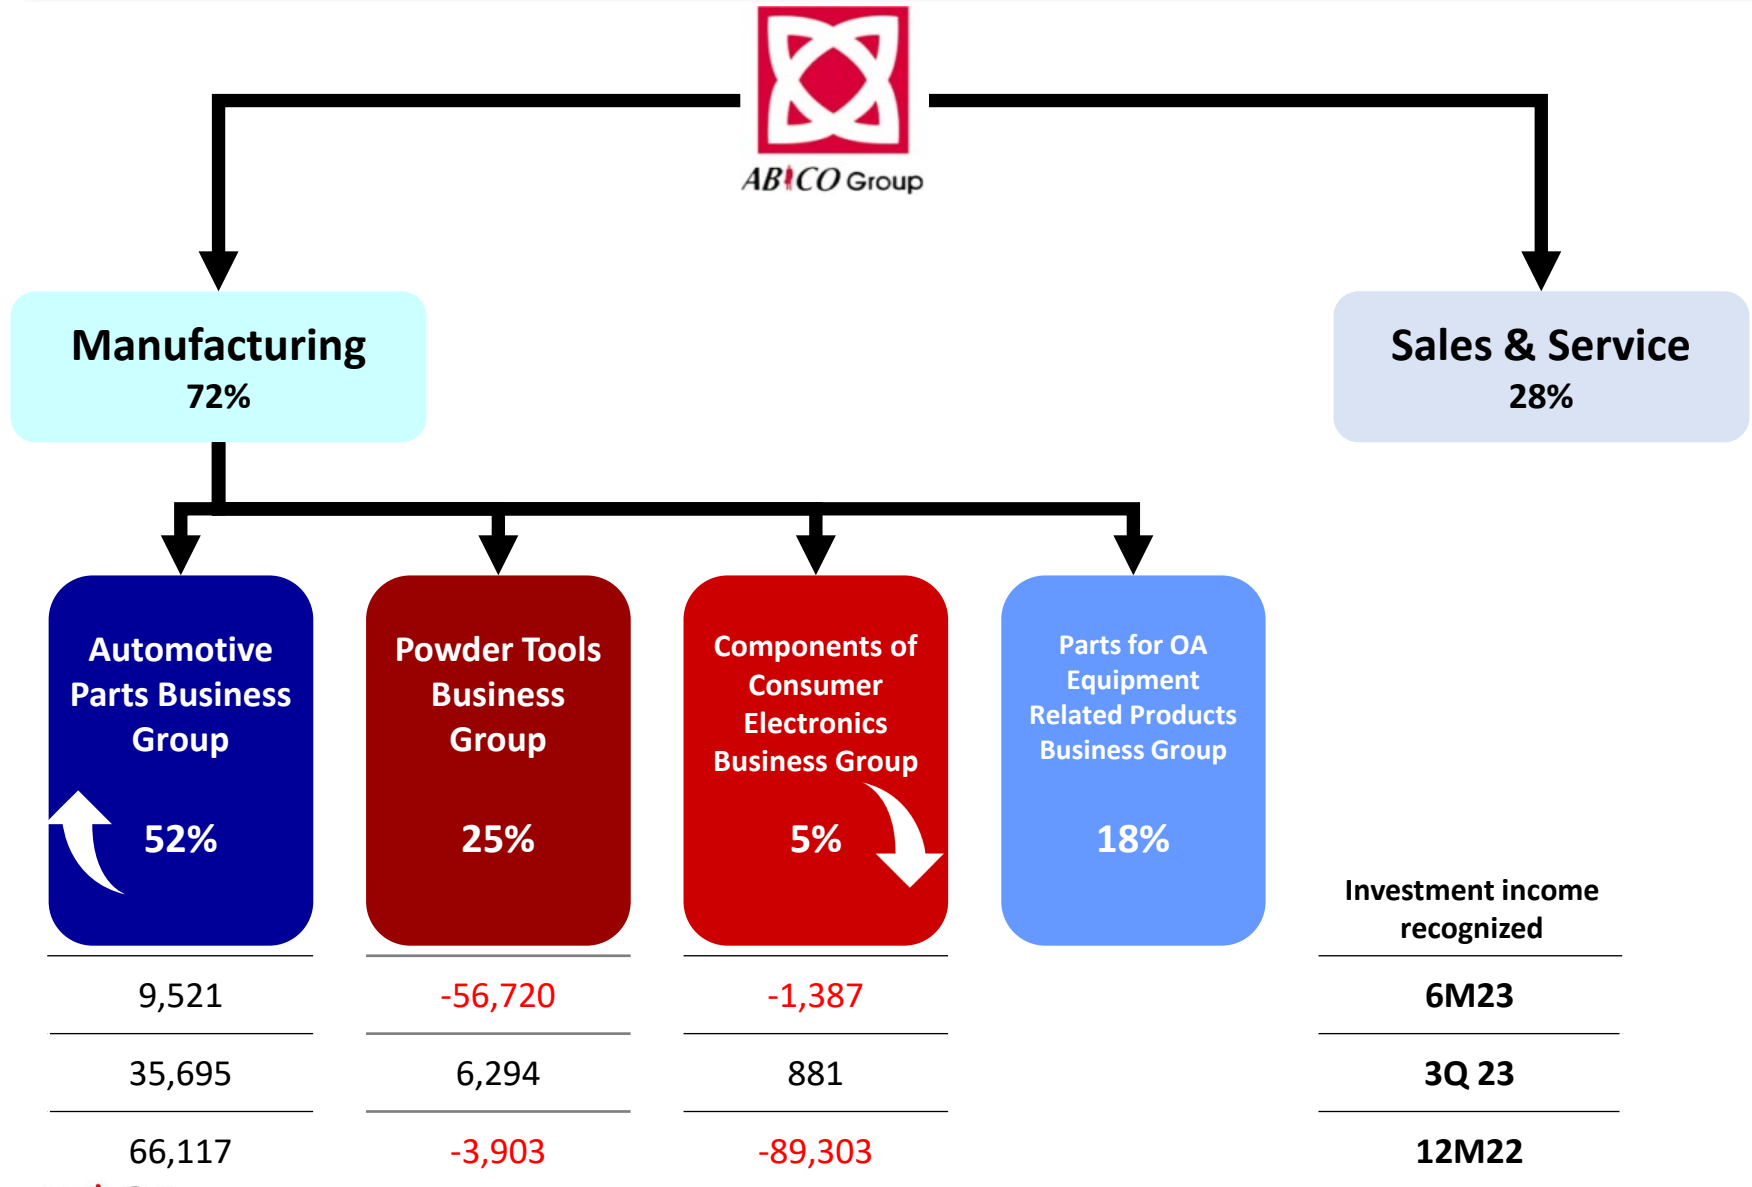 ABICO Group
Manufacturing
72%
Sales & Service
28%
Automotive
Parts Business
Group
52%
Powder Tools
Business
Group
25%
Components of
Consumer
Electronics
Business Group
5%
Parts for OA
Equipment
Related Products
Business Group
18%
Investment income
recognized
9,521 -56,720 -1,387 6M23
35,695 6,294 881 3Q 23
66,117 -3,903 -89,303 12M22